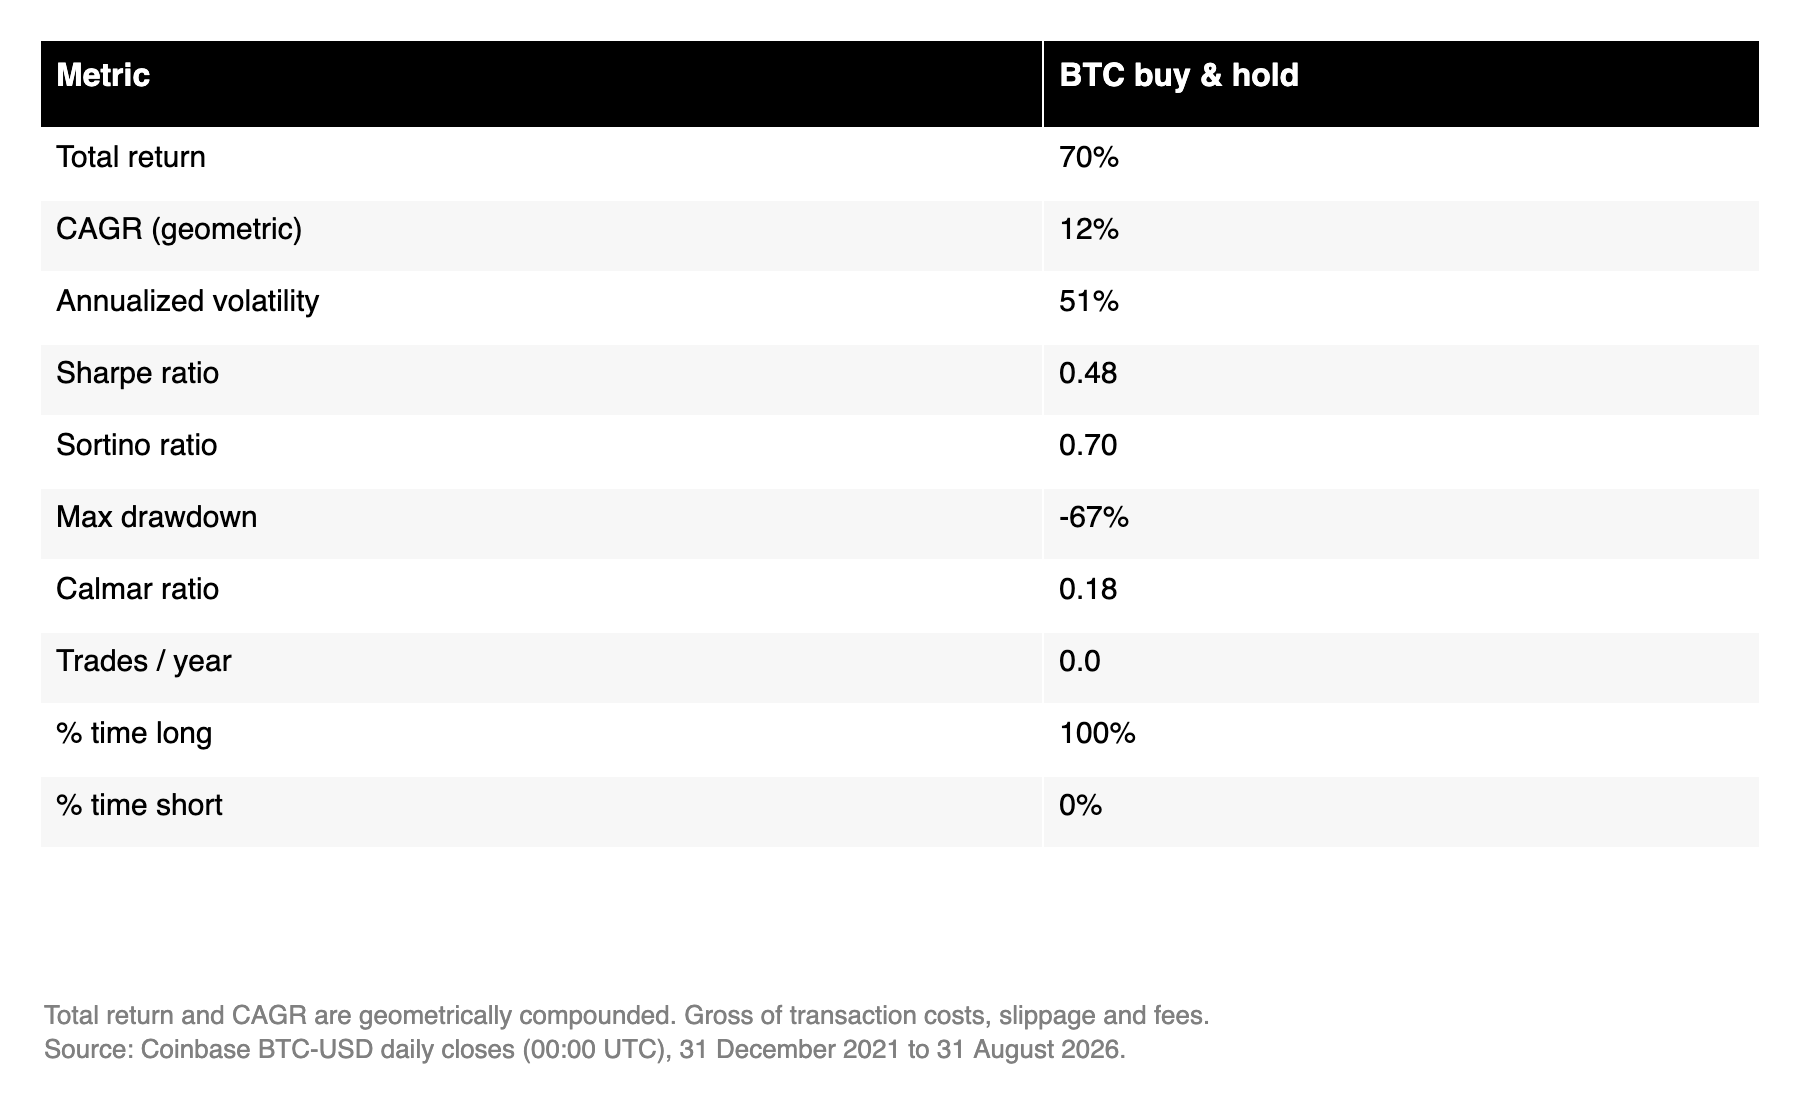 Metric BTC buy & hold
Total return 70%
CAGR (geometric) 12%
Annualized volatility 51%
Sharpe ratio 0.48
Sortino ratio 0.70
Max drawdown -67%
Calmar ratio 0.18
Trades / year 0.0
% time long 100%
% time short 0%
Total return and CAGR are geometrically compounded. Gross of transaction costs, slippage and fees.
Source: Coinbase BTC-USD daily closes (00:00 UTC), 31 December 2021 to 31 August 2026.